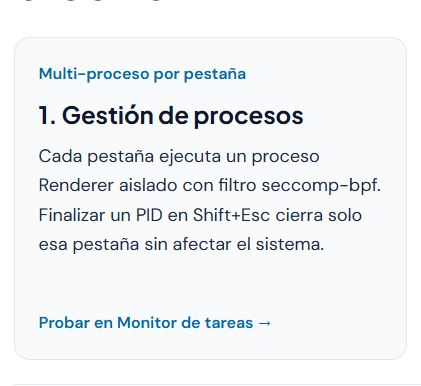 Multi-proceso por pestaña
1. Gestión de procesos
Cada pestaña ejecuta un proceso
Renderer aislado con filtro seccomp-bpf.
Finalizar un PID en Shift+Esc cierra solo
esa pestaña sin afectar el sistema.
Probar en Monitor de tareas →